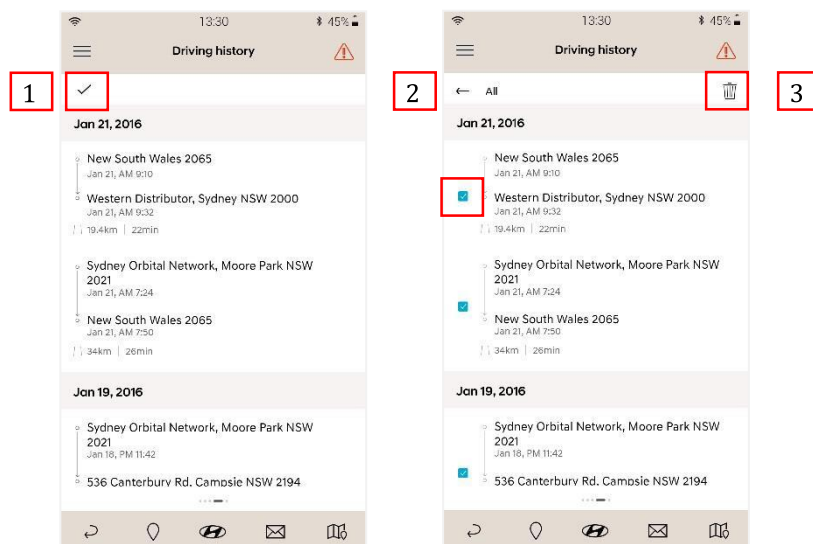 13:30
45%
Driving history
1
Jan 21, 2016
New South Wales 2065
Jan 21, AM 9:10
Western Distributor, Sydney NSW 2000
Jan 21, AM 9:32
19.4km | 22min
Sydney Orbital Network, Moore Park NSW
2021
Jan 21, AM 7:24
New South Wales 2065
Jan 21, AM 7:50
34km | 26min
Jan 19, 2016
Sydney Orbital Network, Moore Park NSW
2021
Jan 18, PM 11:42
536 Canterbury Rd. Campsie NSW 2194
13:30
45%
Driving history
2
All
3
Jan 21, 2016
New South Wales 2065
Jan 21, AM 9:10
Western Distributor, Sydney NSW 2000
Jan 21, AM 9:32
19.4km | 22min
Sydney Orbital Network, Moore Park NSW
2021
Jan 21, AM 7:24
New South Wales 2065
Jan 21, AM 7:50
34km | 26min
Jan 19, 2016
Sydney Orbital Network, Moore Park NSW
2021
Jan 18, PM 11:42
536 Canterbury Rd. Campsie NSW 2194